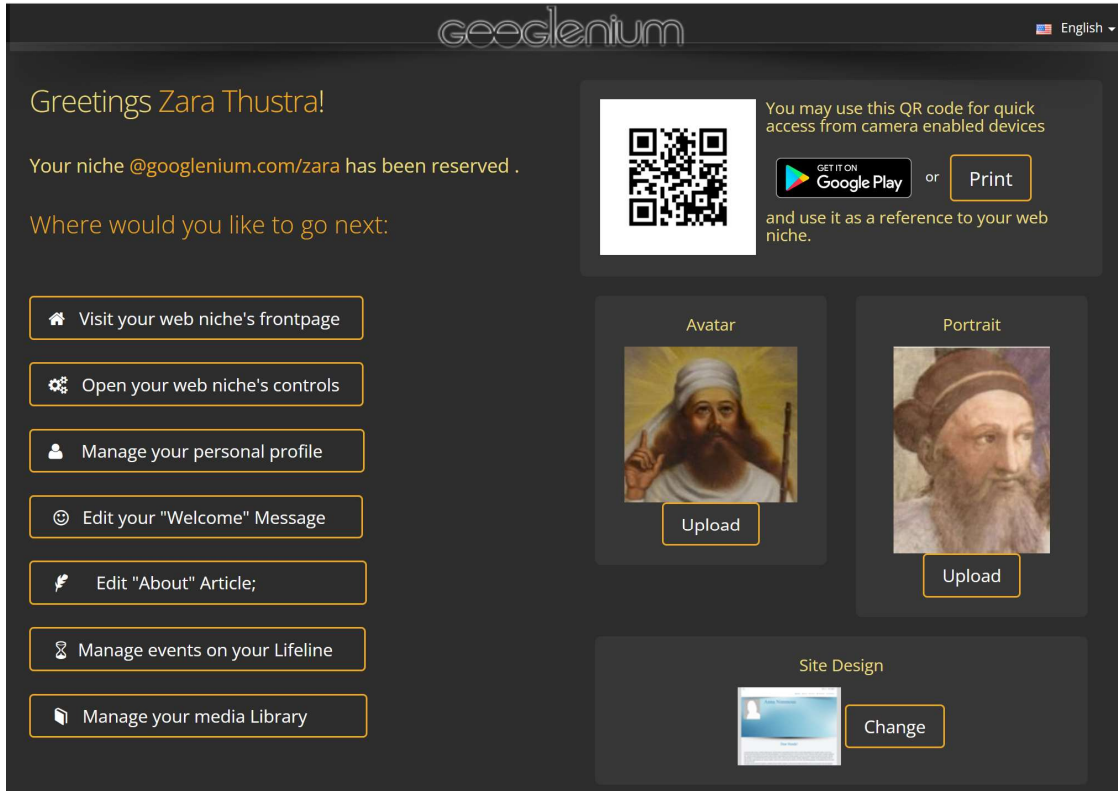 Googlenium
English
Greetings Zara Thustra!
Your niche @googlenium.com/zara has been reserved .
Where would you like to go next:
Visit your web niche's frontpage
Open your web niche's controls
Manage your personal profile
Edit your "Welcome" Message
Edit "About" Article;
Manage events on your Lifeline
Manage your media Library
You may use this QR code for quick
access from camera enabled devices
GET IT ON
Google Play
or
Print
and use it as a reference to your web
niche.
Avatar
Upload
Portrait
Upload
Site Design
Change